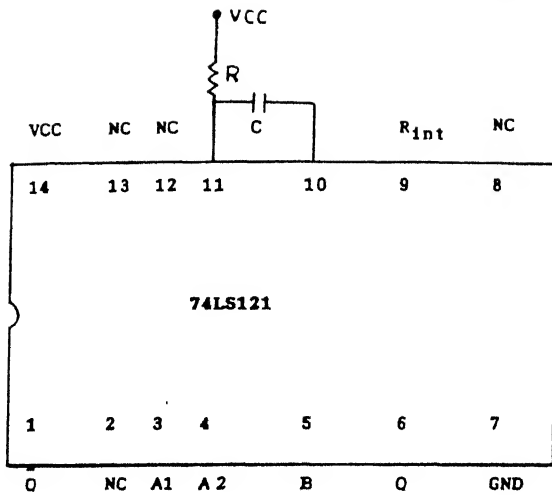 VCC
R
VCC NC NC C R_int NC
14 13 12 11 10 9 8
74LS121
1 2 3 4 5 6 7
Q̅ NC A1 A2 B Q GND